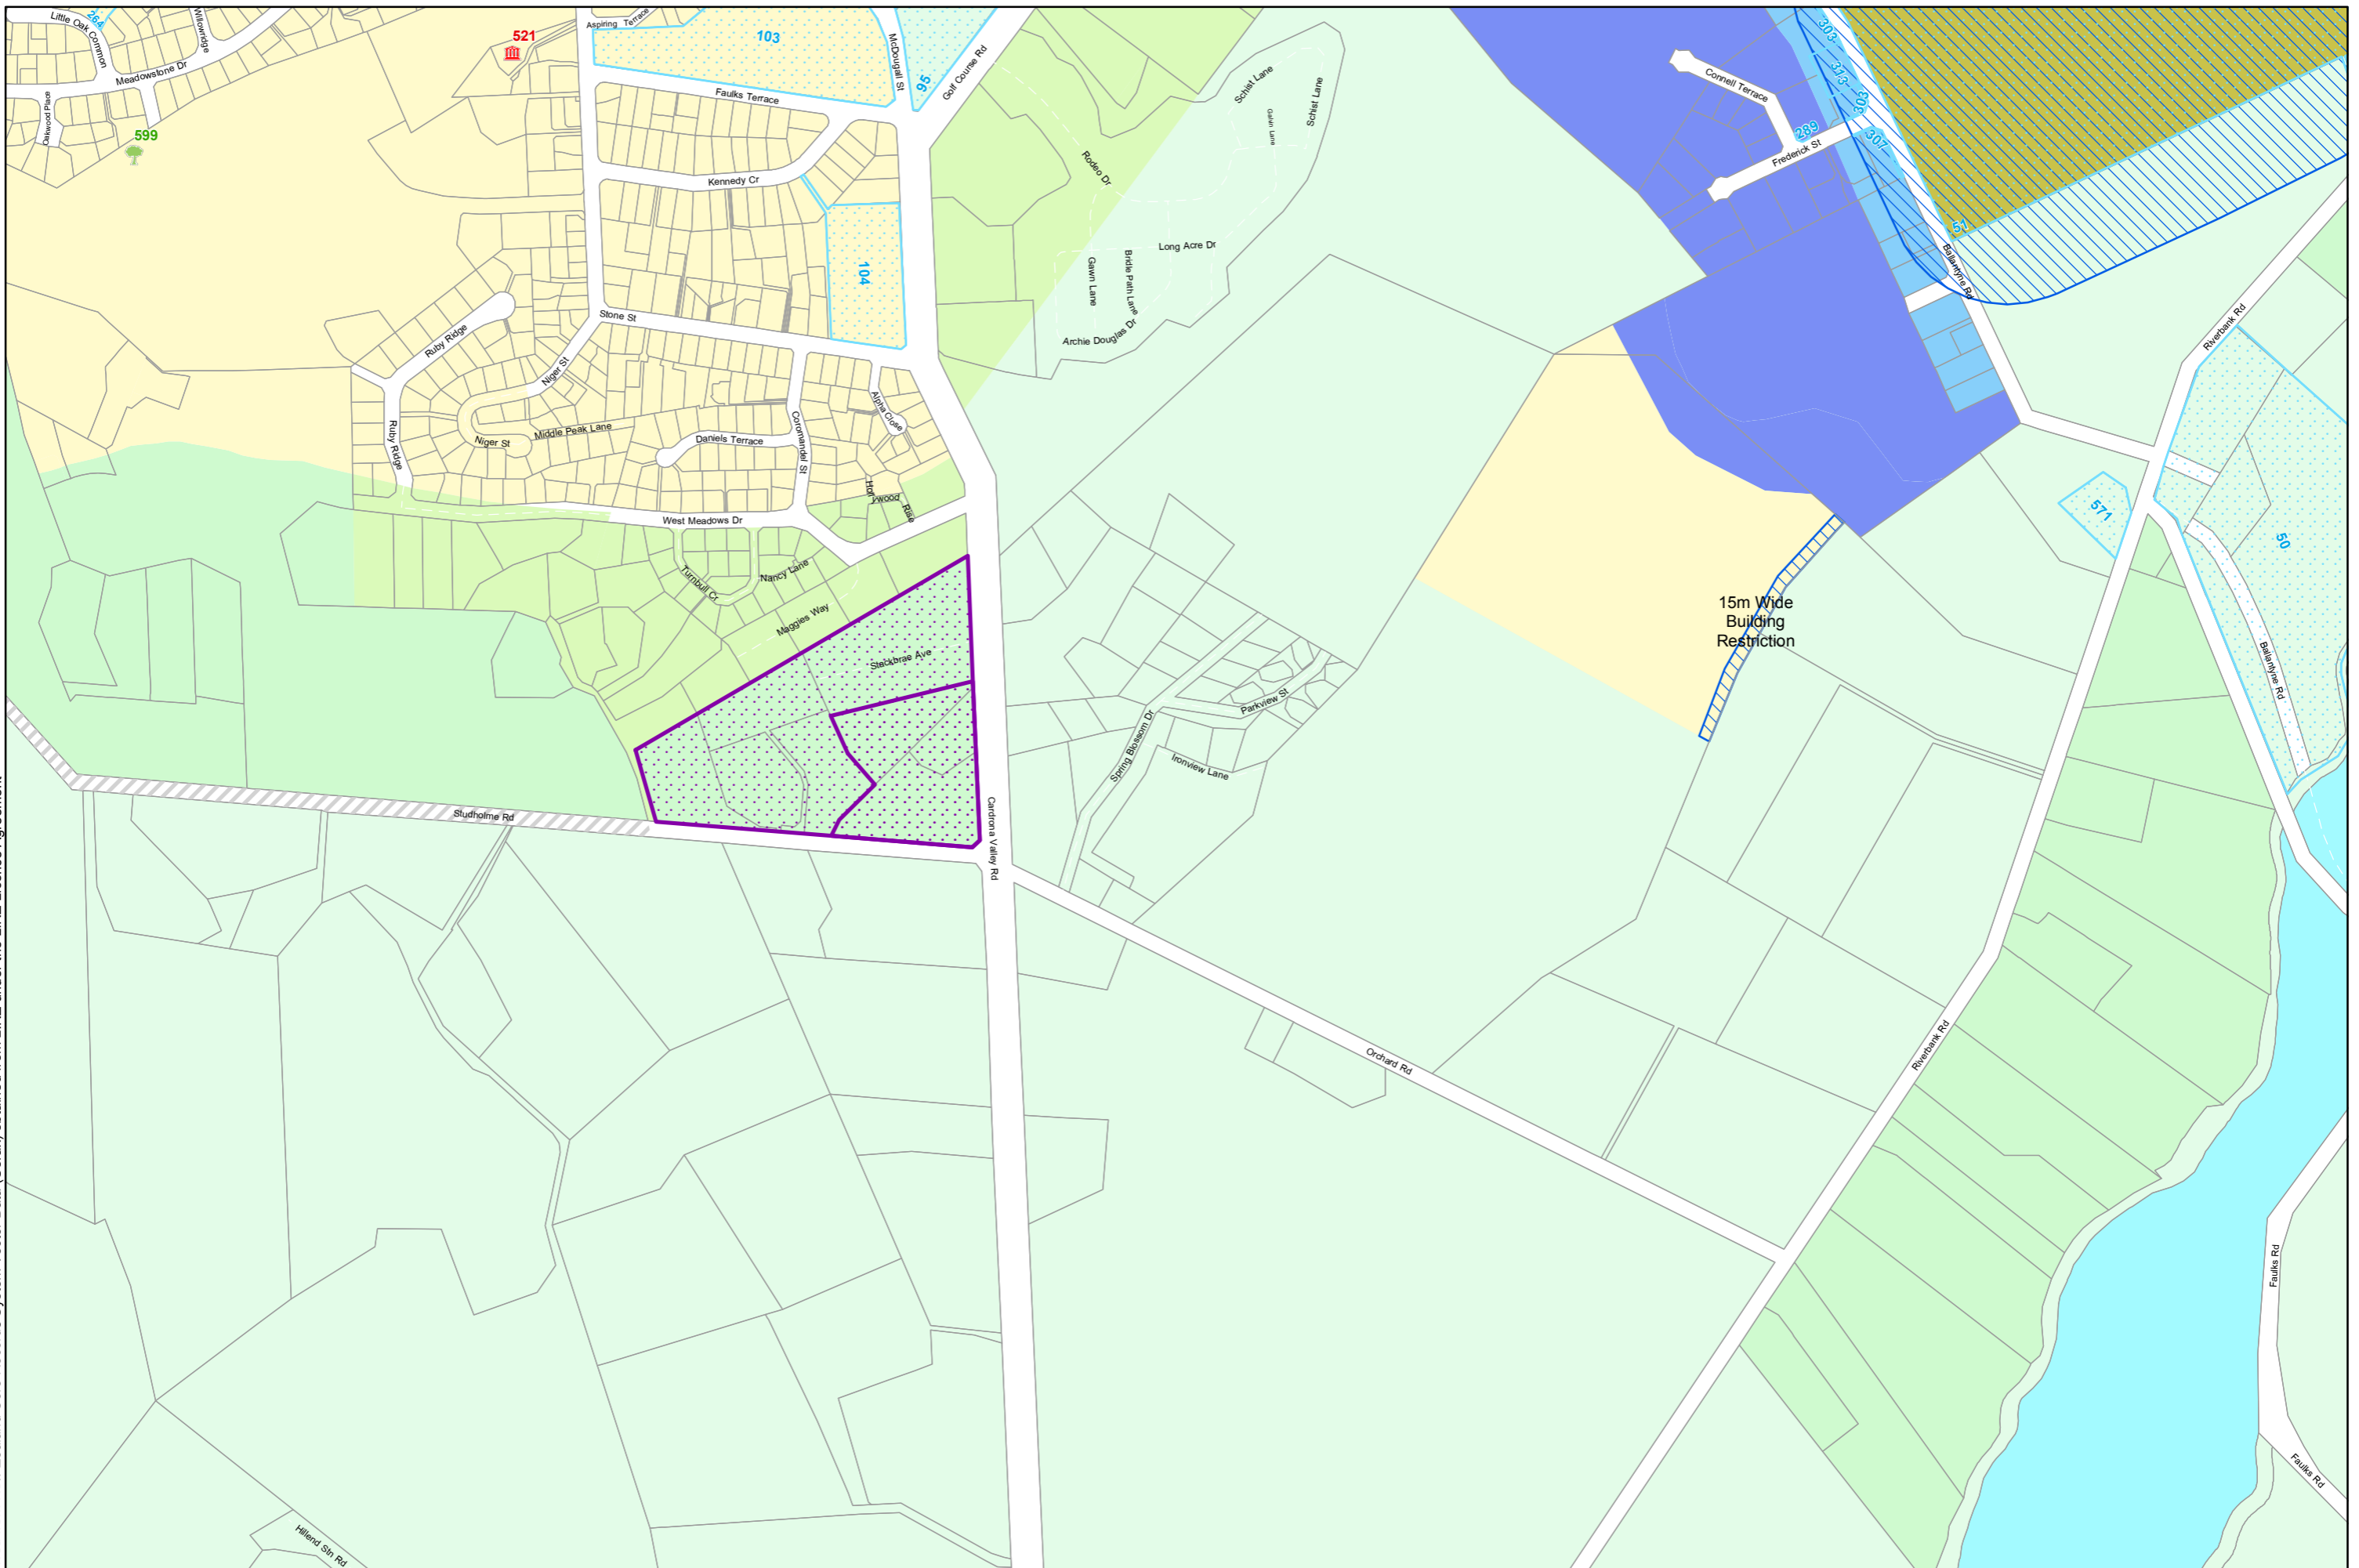 Little Oak Common
264
Willowridge
Meadowstone Dr
Oakwood Place
599
521
Aspiring Terrace
103
McDougall St
95
Golf Course Rd
Faulks Terrace
Kennedy Cr
104
Schist Lane
Schist Lane
Galvin Lane
Rodeo Dr
Long Acre Dr
Gawn Lane
Bridle Path Lane
Archie Douglas Dr
Connell Terrace
Frederick St
289
303
313
303
307
51
Ballantyne Rd
Riverbank Rd
Stone St
Ruby Ridge
Niger St
Ruby Ridge
Niger St
Middle Peak Lane
Daniels Terrace
Coromandel St
Alpha Close
Hollywood Rise
West Meadows Dr
Turnbull Cr
Nancy Lane
Maggies Way
Steckbrae Ave
571
50
15m Wide
Building
Restriction
Ballantyne Rd
Parkview St
Spring Blossom Dr
Ironview Lane
Studholme Rd
Cardrona Valley Rd
Orchard Rd
Riverbank Rd
Faulks Rd
Faulks Rd
Hillend Stn Rd